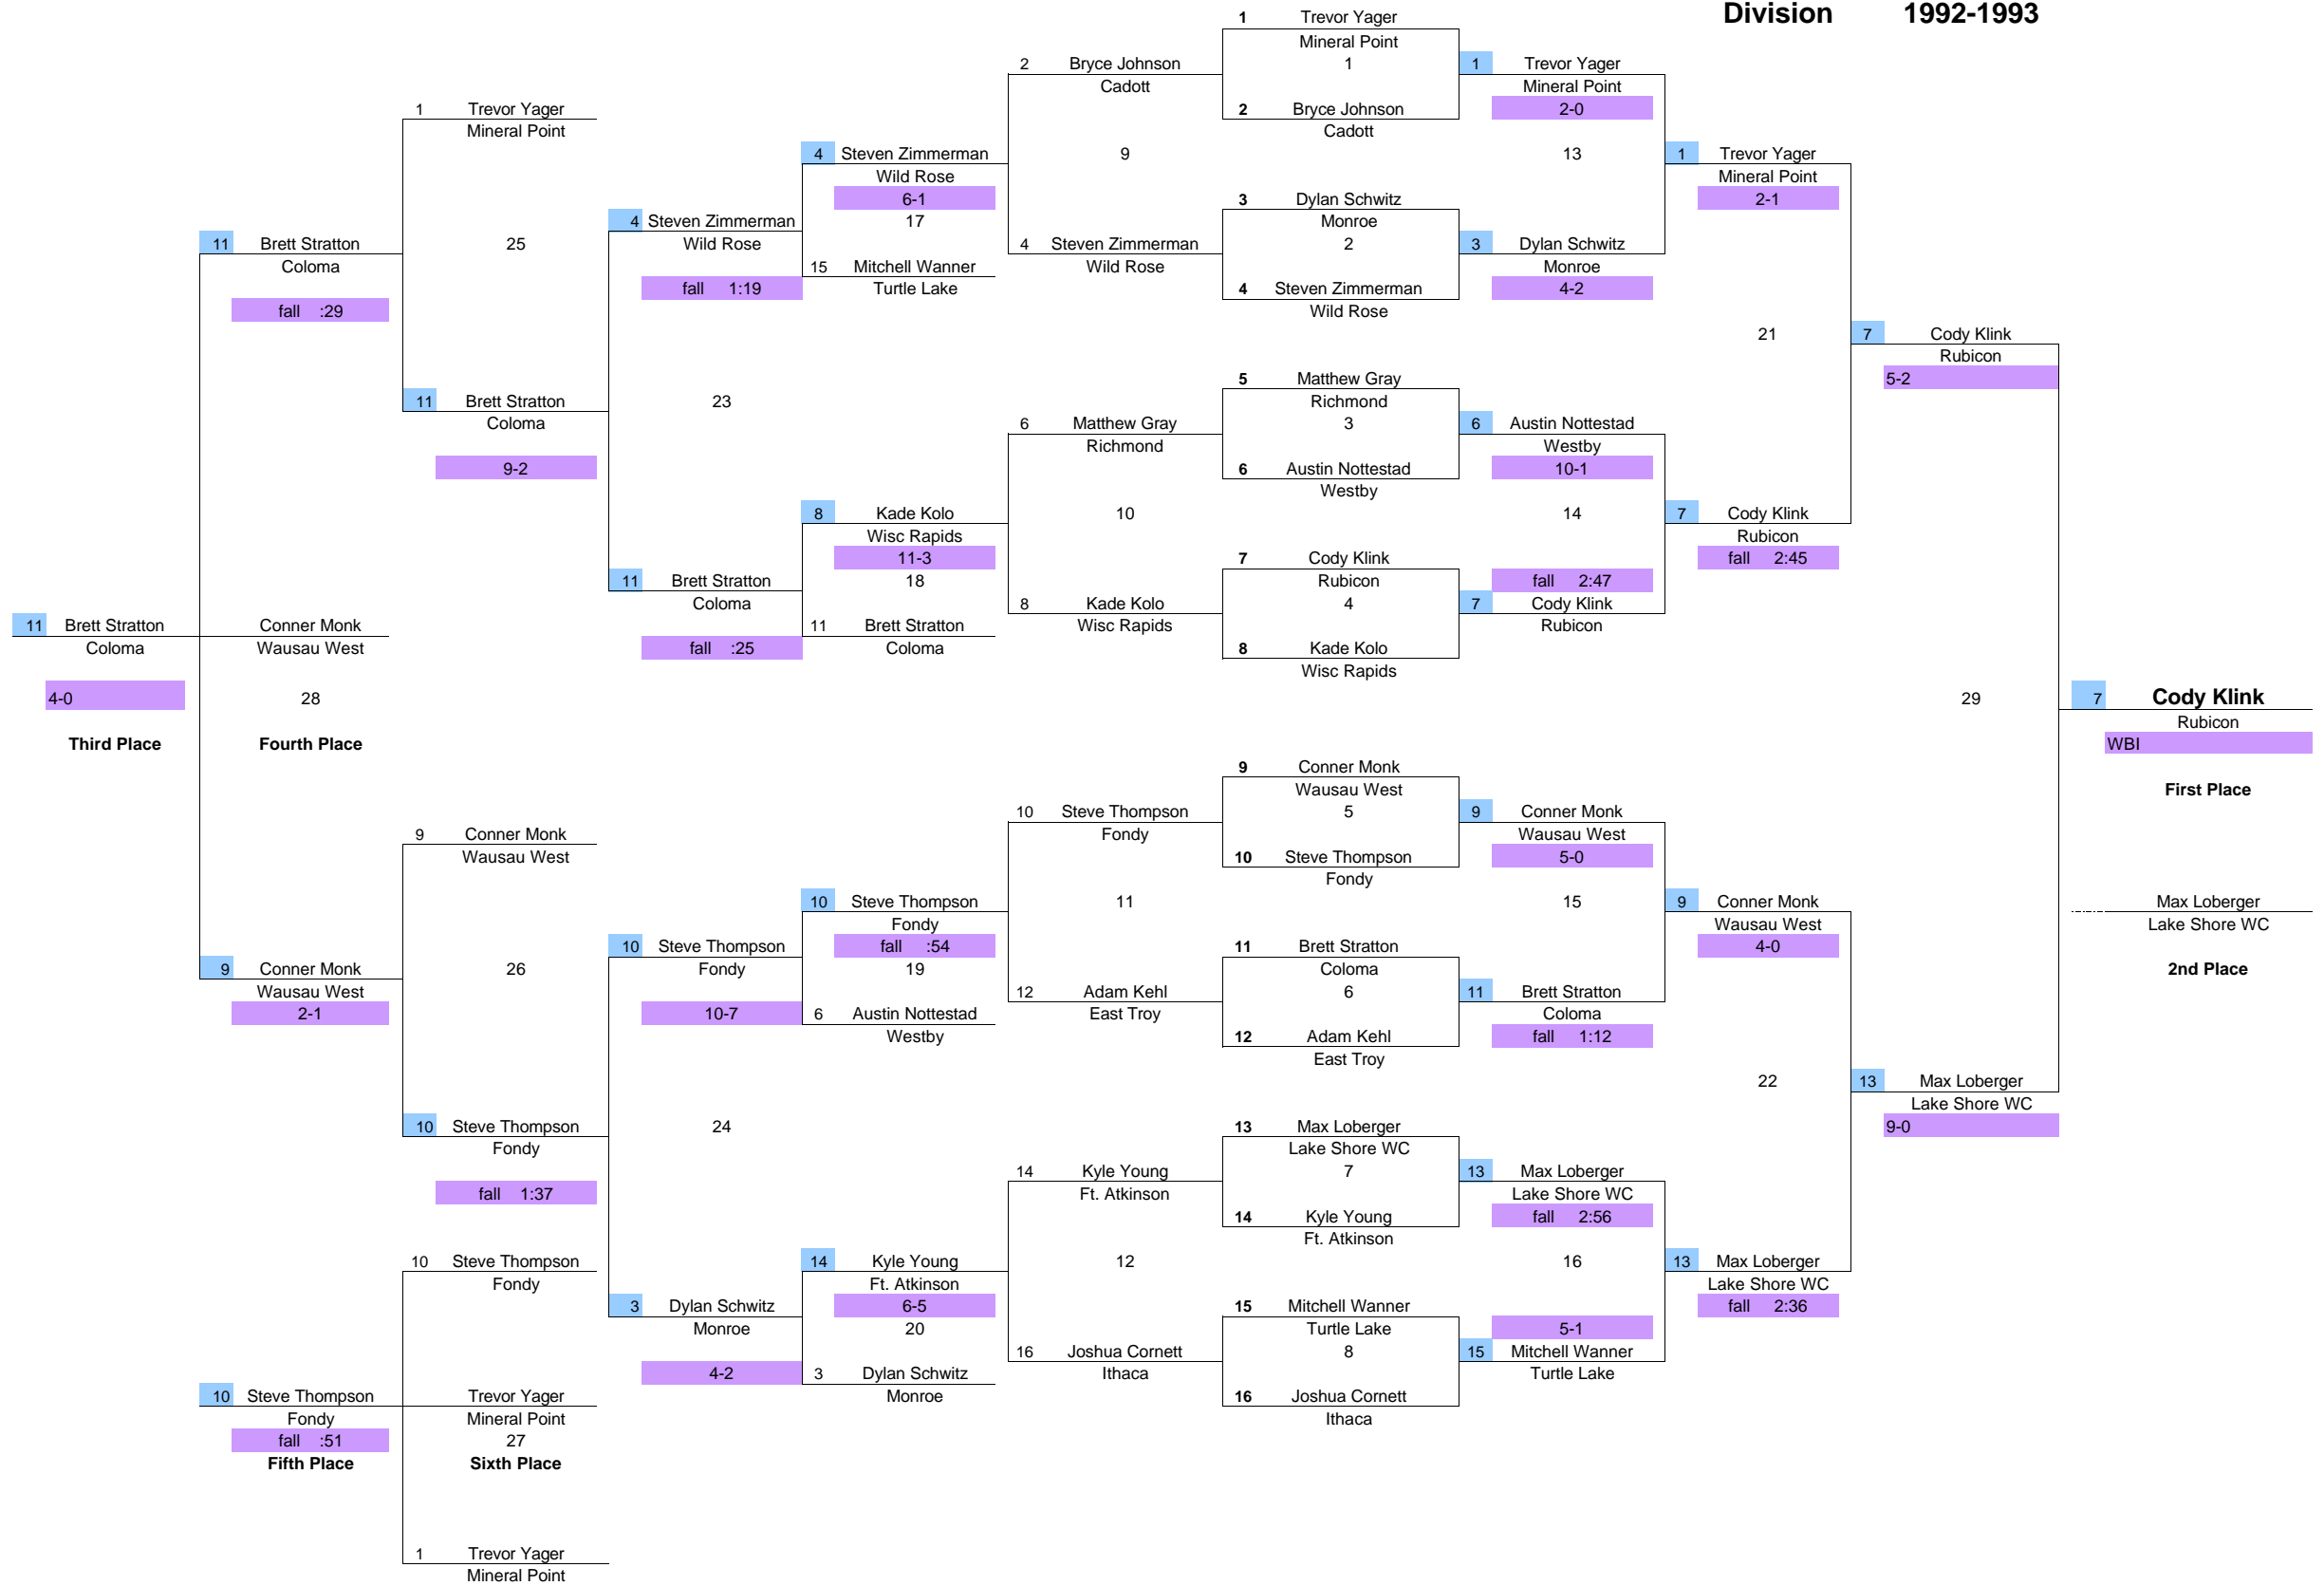 Division 1992-1993
1 Trevor Yager
Mineral Point
2 Bryce Johnson 1 1 Trevor Yager
Cadott Mineral Point
1 Trevor Yager 2 Bryce Johnson 2-0
Mineral Point Cadott
4 Steven Zimmerman 9 13 1 Trevor Yager
Wild Rose Mineral Point
6-1 3 Dylan Schwitz 2-1
4 Steven Zimmerman 17 Monroe
11 Brett Stratton 25 Wild Rose 4 Steven Zimmerman 2 3 Dylan Schwitz
Coloma 15 Mitchell Wanner Wild Rose Monroe
fall 1:19 Turtle Lake 4 Steven Zimmerman 4-2
fall :29 Wild Rose
21 7 Cody Klink
Rubicon
5 Matthew Gray 5-2
11 Brett Stratton 23 Richmond
Coloma 6 Matthew Gray 3 6 Austin Nottestad
Richmond Westby
9-2 6 Austin Nottestad 10-1
Westby
8 Kade Kolo 10 14 7 Cody Klink
Wisc Rapids Rubicon
11-3 7 Cody Klink fall 2:45
11 Brett Stratton 18 Rubicon fall 2:47
Coloma 8 Kade Kolo 4 7 Cody Klink
11 Brett Stratton Conner Monk 11 Brett Stratton Wisc Rapids Rubicon
Coloma Wausau West fall :25 Coloma 8 Kade Kolo
Wisc Rapids
4-0 28 29 7 Cody Klink
Rubicon
Third Place Fourth Place WBI
9 Conner Monk
Wausau West First Place
9 Conner Monk 10 Steve Thompson 5 9 Conner Monk
Wausau West Fondy Wausau West
10 Steve Thompson 5-0
Fondy
10 Steve Thompson 11 15 9 Conner Monk Max Loberger
Fondy Wausau West Lake Shore WC
10 Steve Thompson fall :54 11 Brett Stratton 4-0
9 Conner Monk 26 Fondy 19 Coloma 2nd Place
Wausau West 12 Adam Kehl 6 11 Brett Stratton
2-1 10-7 6 Austin Nottestad East Troy Coloma
Westby 12 Adam Kehl fall 1:12
East Troy
22 13 Max Loberger
Lake Shore WC
10 Steve Thompson 24 13 Max Loberger 9-0
Fondy Lake Shore WC
14 Kyle Young 7 13 Max Loberger
fall 1:37 Ft. Atkinson Lake Shore WC
14 Kyle Young fall 2:56
Ft. Atkinson
10 Steve Thompson 14 Kyle Young 12 16 13 Max Loberger
Fondy Ft. Atkinson Lake Shore WC
3 Dylan Schwitz 6-5 15 Mitchell Wanner fall 2:36
Monroe 20 Turtle Lake 5-1
16 Joshua Cornett 8 15 Mitchell Wanner
4-2 3 Dylan Schwitz Ithaca Turtle Lake
10 Steve Thompson Trevor Yager Monroe 16 Joshua Cornett
Fondy Mineral Point Ithaca
fall :51 27
Fifth Place Sixth Place
1 Trevor Yager
Mineral Point